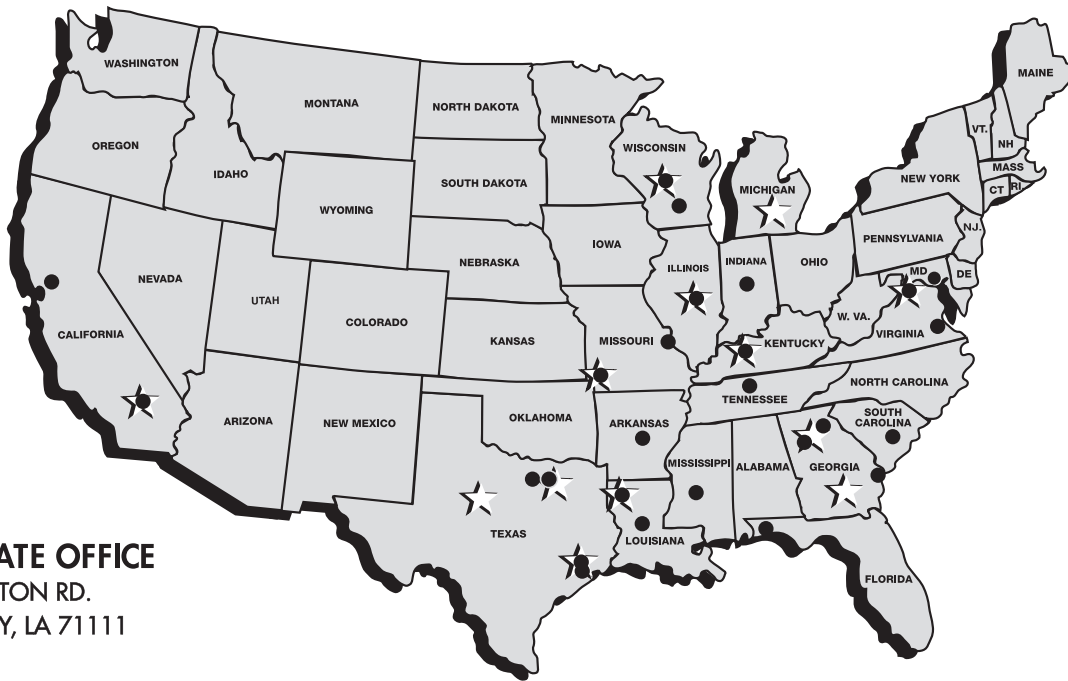 WASHINGTON
MAINE
MONTANA
NORTH DAKOTA
MINNESOTA
VT.
OREGON
NH
WISCONSIN
MASS
IDAHO
SOUTH DAKOTA
MICHIGAN
NEW YORK
CT
RI.
WYOMING
NJ.
PENNSYLVANIA
IOWA
NEBRASKA
ILLINOIS
INDIANA
OHIO
MD
DE
NEVADA
UTAH
COLORADO
W. VA.
CALIFORNIA
KANSAS
MISSOURI
KENTUCKY
VIRGINIA
NORTH CAROLINA
TENNESSEE
ARIZONA
NEW MEXICO
OKLAHOMA
ARKANSAS
SOUTH
CAROLINA
MISSISSIPPI
ALABAMA
GEORGIA
TEXAS
LOUISIANA
FLORIDA
ATE OFFICE
TON RD.
Y, LA 71111